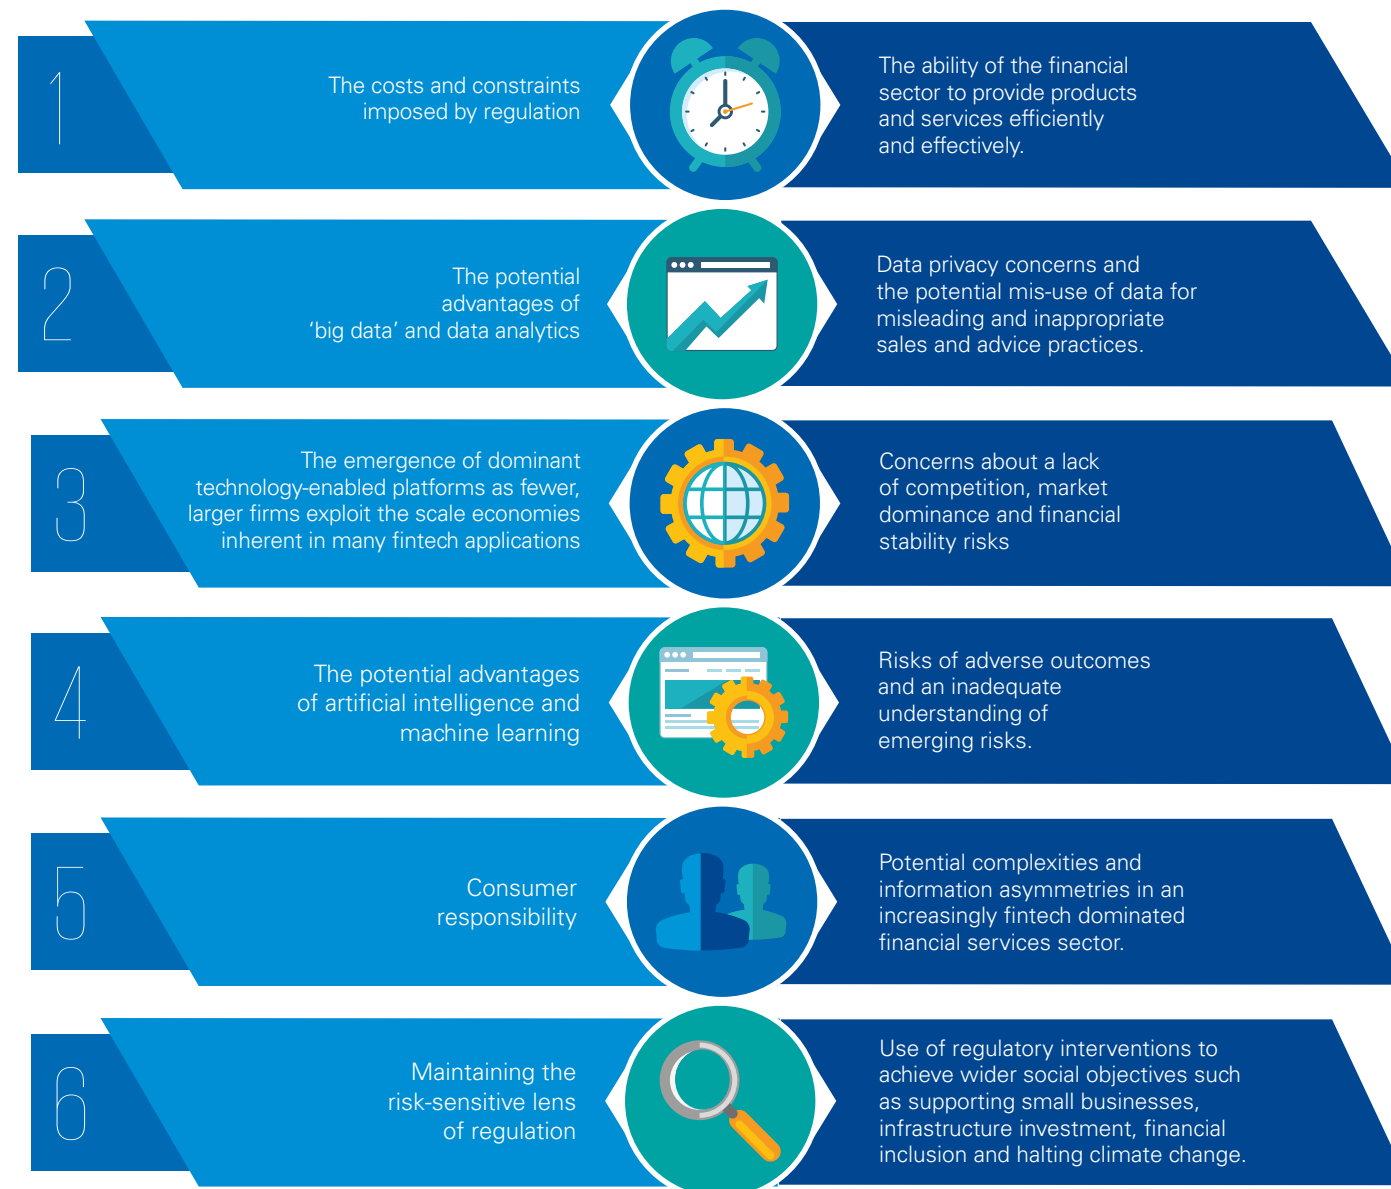 1
The costs and constraints
imposed by regulation
The ability of the financial
sector to provide products
and services efficiently
and effectively.
2
The potential
advantages of
‘big data’ and data analytics
Data privacy concerns and
the potential mis-use of data for
misleading and inappropriate
sales and advice practices.
3
The emergence of dominant
technology-enabled platforms as fewer,
larger firms exploit the scale economies
inherent in many fintech applications
Concerns about a lack
of competition, market
dominance and financial
stability risks
4
The potential advantages
of artificial intelligence and
machine learning
Risks of adverse outcomes
and an inadequate
understanding of
emerging risks.
5
Consumer
responsibility
Potential complexities and
information asymmetries in an
increasingly fintech dominated
financial services sector.
6
Maintaining the
risk-sensitive lens
of regulation
Use of regulatory interventions to
achieve wider social objectives such
as supporting small businesses,
infrastructure investment, financial
inclusion and halting climate change.